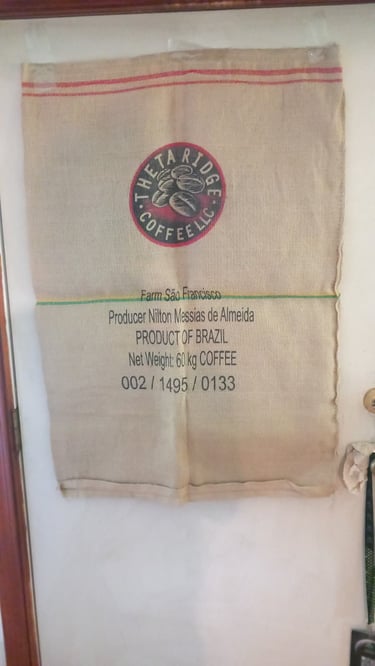 THETA RIDGE
COFFEE LLC
Farm São Francisco
Producer Nilton Messias de Almeida
PRODUCT OF BRAZIL
Net Weight: 60 kg COFFEE
002 / 1495 / 0133